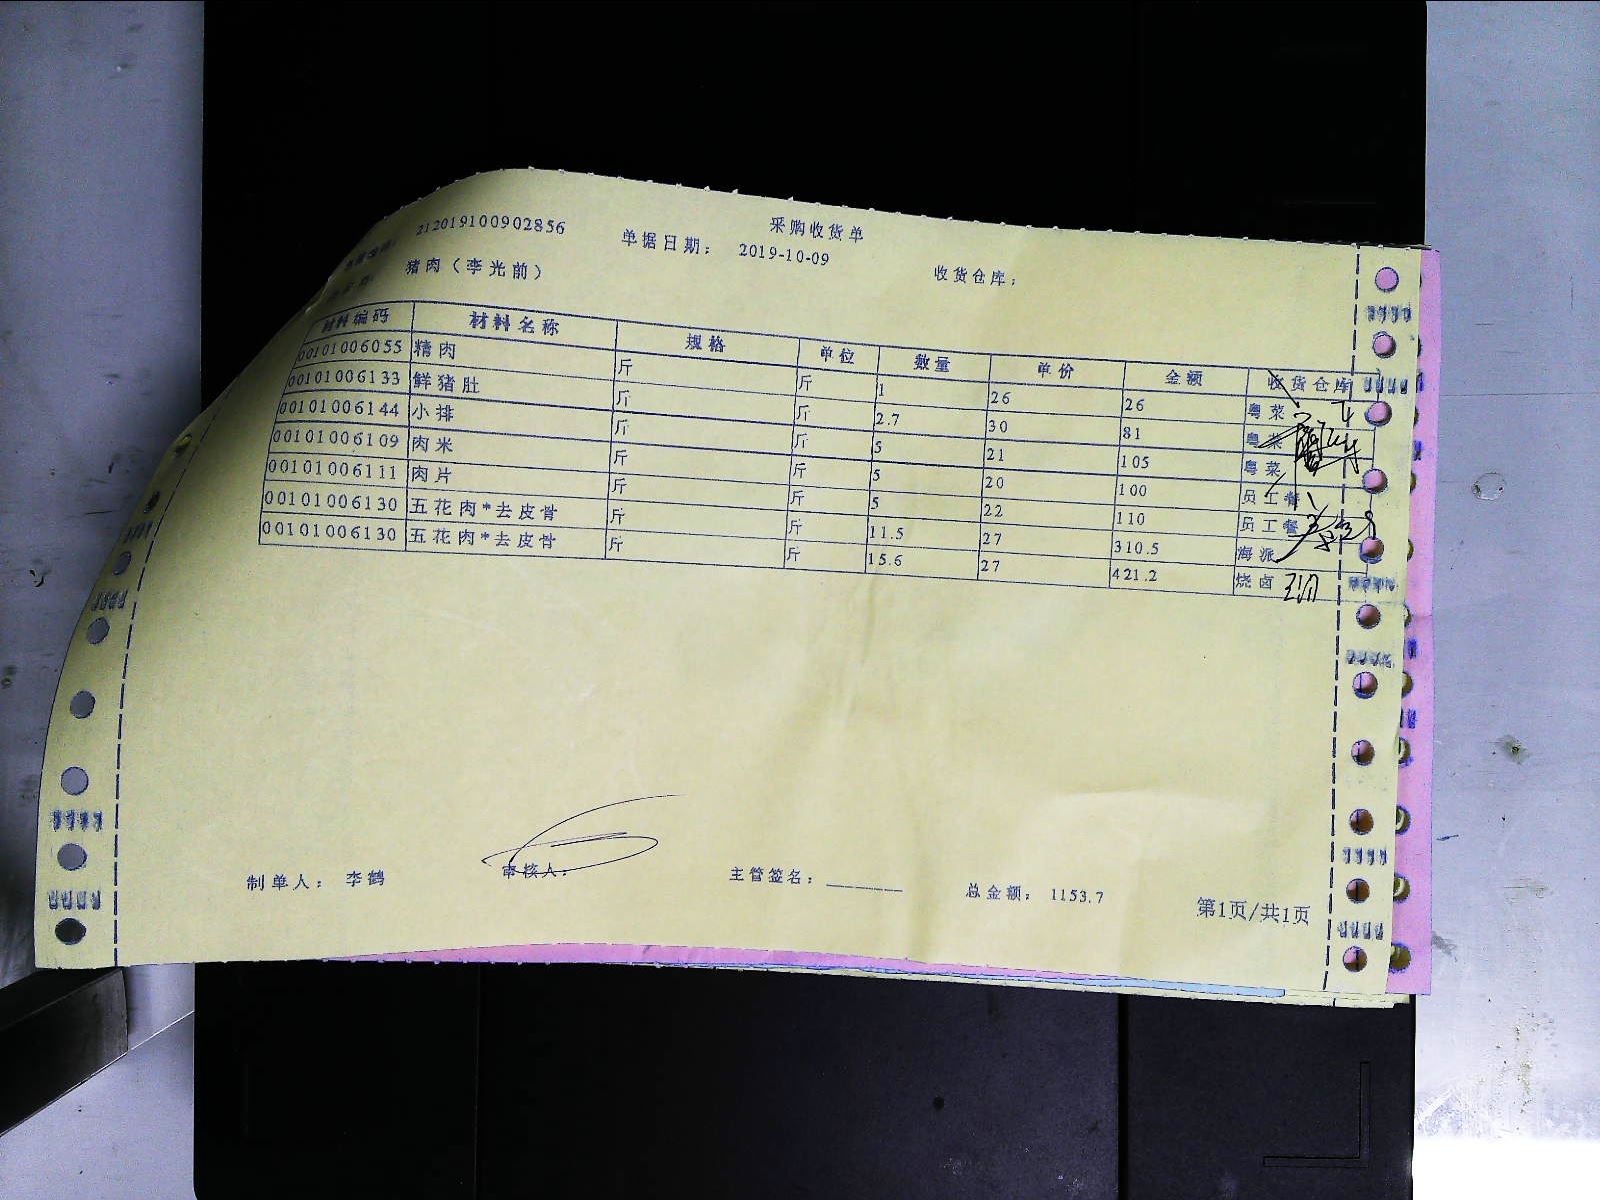 采购收货单
212019100902856 单据日期： 2019-10-09 收货仓库：
猪肉（李光前）
材料编码 材料名称 规格 单位 数量 单价 金额 收货仓库
00101006055 精肉 斤 斤 1 26 26 粤菜
00101006133 鲜猪肚 斤 斤 2.7 30 81 粤菜
00101006144 小排 斤 斤 5 21 105 粤菜
00101006109 肉米 斤 斤 5 20 100 员工餐
00101006111 肉片 斤 斤 5 22 110 员工餐
00101006130 五花肉*去皮骨 斤 斤 11.5 27 310.5 海派
00101006130 五花肉*去皮骨 斤 斤 15.6 27 421.2 烧卤
制单人： 李鹤 审核人： 主管签名： 总金额： 1153.7 第1页/共1页